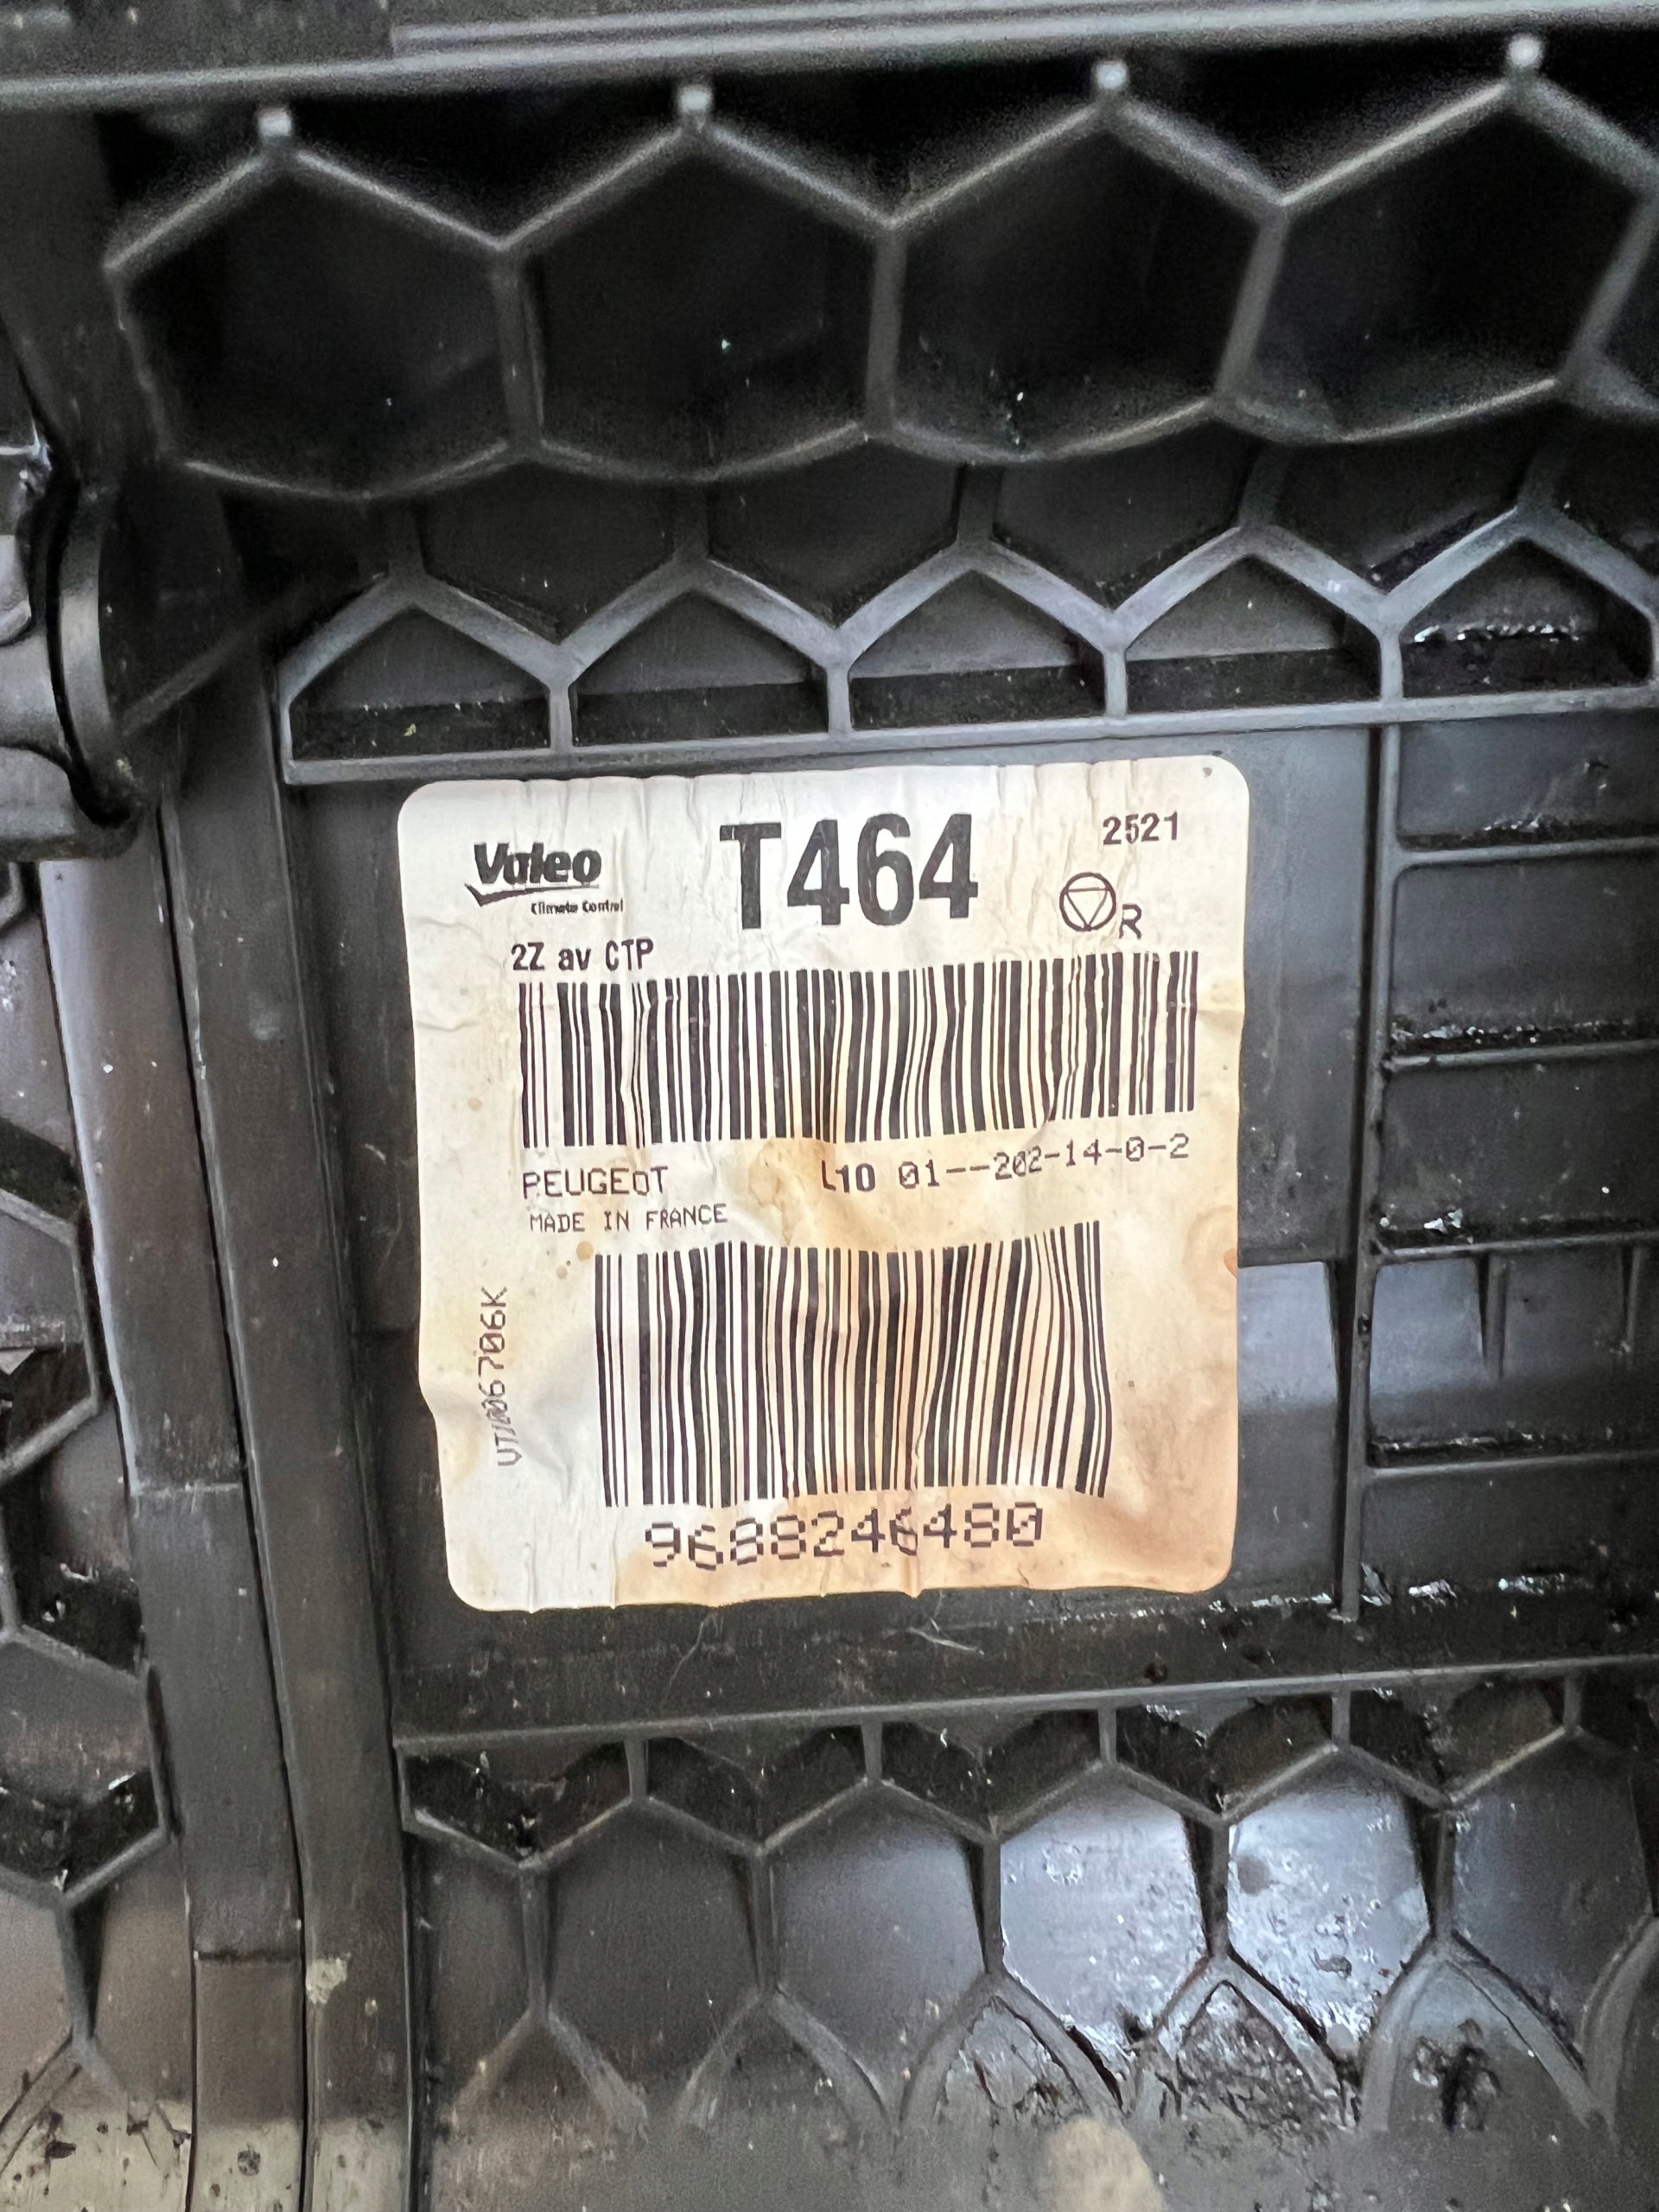 Valeo
Climate Control
T464
2521
R
2Z av CTP
PEUGEOT
L10 01--202-14-0-2
MADE IN FRANCE
9688246480